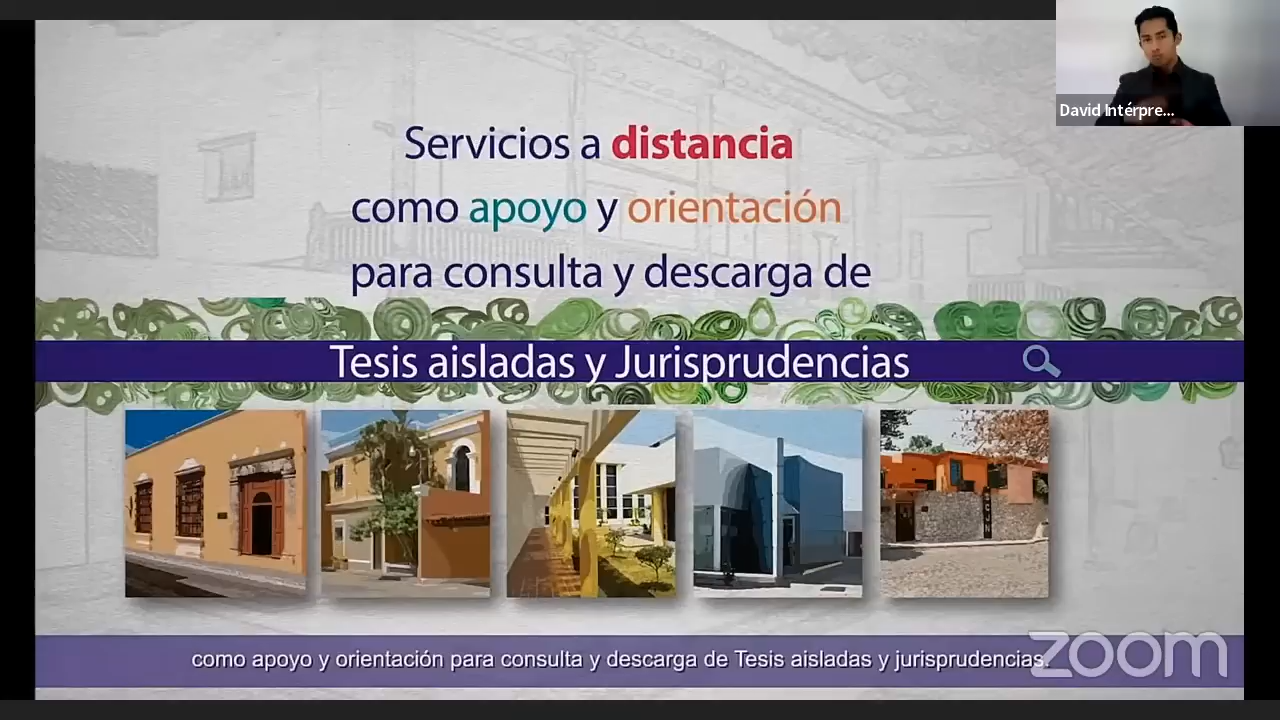 David Intérpre...
Servicios a distancia
como apoyo y orientación
para consulta y descarga de
Tesis aisladas y Jurisprudencias
SCJN
como apoyo y orientación para consulta y descarga de Tesis aisladas y jurisprudencias.
zoom